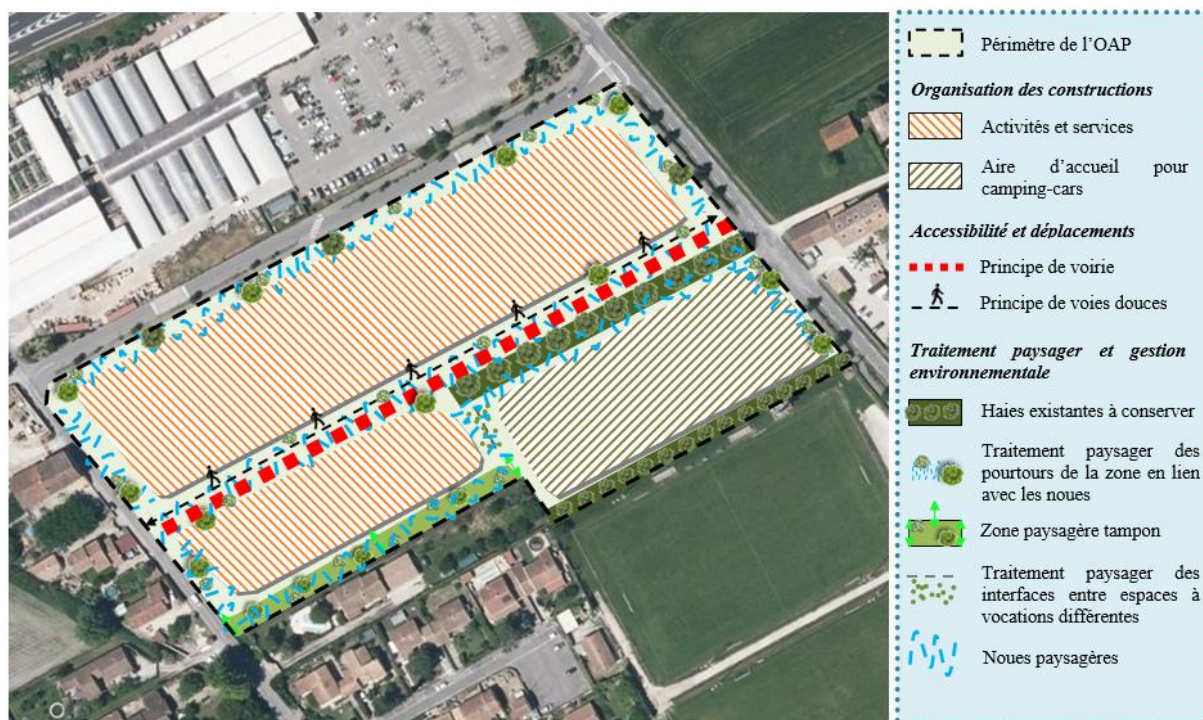 Périmètre de l'OAP
Organisation des constructions
Activités et services
Aire d'accueil pour
camping-cars
Accessibilité et déplacements
Principe de voirie
Principe de voies douces
Traitement paysager et gestion
environnementale
Haies existantes à conserver
Traitement paysager des
pourtours de la zone en lien
avec les noues
Zone paysagère tampon
Traitement paysager des
interfaces entre espaces à
vocations différentes
Noues paysagères